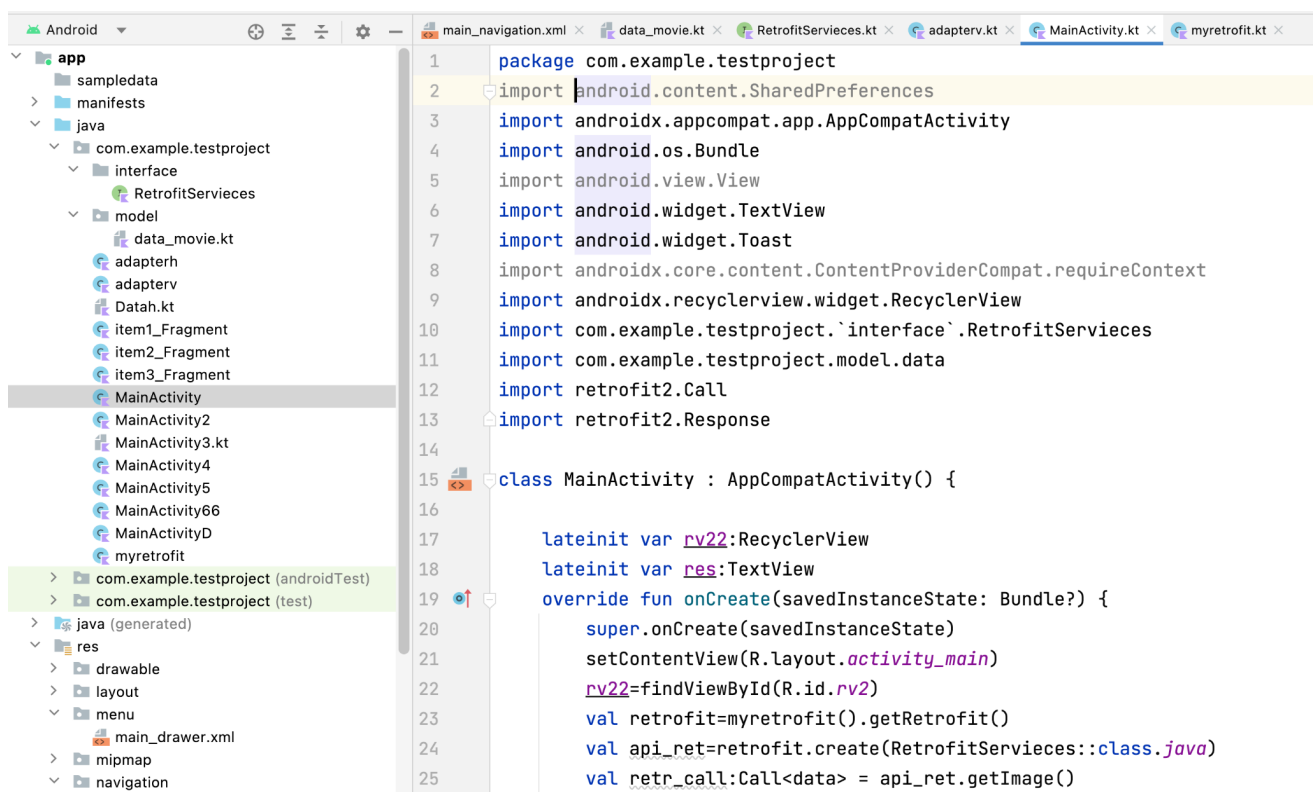 Android
main_navigation.xml
data_movie.kt
RetrofitServieces.kt
adapterv.kt
MainActivity.kt
myretrofit.kt
app
sampledata
manifests
java
com.example.testproject
interface
RetrofitServieces
model
data_movie.kt
adapterh
adapterv
Datah.kt
item1_Fragment
item2_Fragment
item3_Fragment
MainActivity
MainActivity2
MainActivity3.kt
MainActivity4
MainActivity5
MainActivity66
MainActivityD
myretrofit
com.example.testproject (androidTest)
com.example.testproject (test)
java (generated)
res
drawable
layout
menu
main_drawer.xml
mipmap
navigation
1 package com.example.testproject
2 import android.content.SharedPreferences
3 import androidx.appcompat.app.AppCompatActivity
4 import android.os.Bundle
5 import android.view.View
6 import android.widget.TextView
7 import android.widget.Toast
8 import androidx.core.content.ContentProviderCompat.requireContext
9 import androidx.recyclerview.widget.RecyclerView
10 import com.example.testproject.`interface`.RetrofitServieces
11 import com.example.testproject.model.data
12 import retrofit2.Call
13 import retrofit2.Response
14
15 class MainActivity : AppCompatActivity() {
16
17 lateinit var rv22:RecyclerView
18 lateinit var res:TextView
19 override fun onCreate(savedInstanceState: Bundle?) {
20 super.onCreate(savedInstanceState)
21 setContentView(R.layout.activity_main)
22 rv22=findViewById(R.id.rv2)
23 val retrofit=myretrofit().getRetrofit()
24 val api_ret=retrofit.create(RetrofitServieces::class.java)
25 val retr_call:Call<data> = api_ret.getImage()